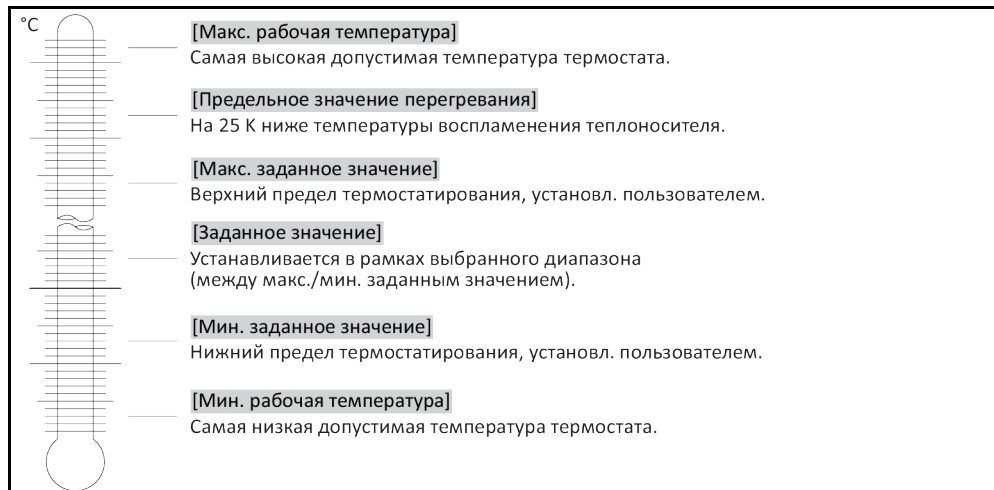 °C
[Макс. рабочая температура]
Самая высокая допустимая температура термостата.
[Предельное значение перегревания]
На 25 K ниже температуры воспламенения теплоносителя.
[Макс. заданное значение]
Верхний предел термостатирования, установл. пользователем.
[Заданное значение]
Устанавливается в рамках выбранного диапазона
(между макс./мин. заданным значением).
[Мин. заданное значение]
Нижний предел термостатирования, установл. пользователем.
[Мин. рабочая температура]
Самая низкая допустимая температура термостата.